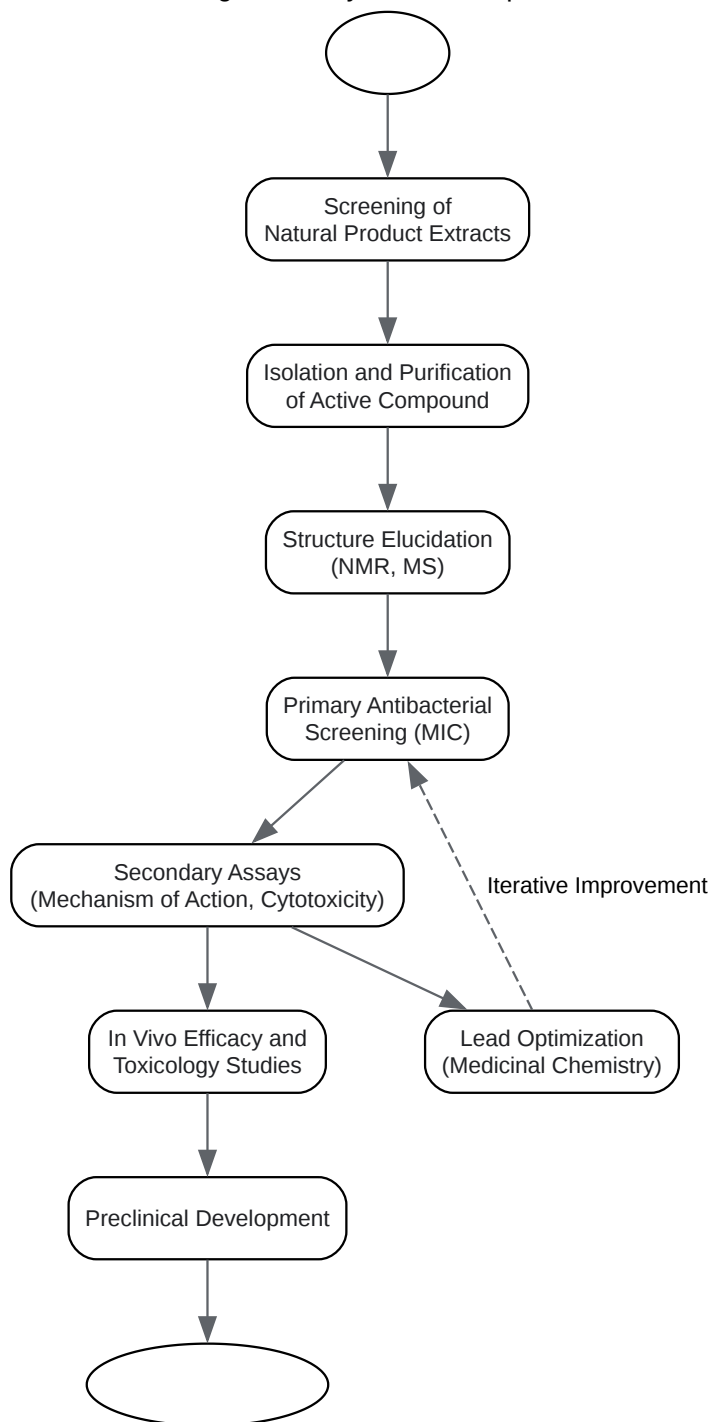 Screening of
Natural Product Extracts
Isolation and Purification
of Active Compound
Structure Elucidation
(NMR, MS)
Primary Antibacterial
Screening (MIC)
Secondary Assays
(Mechanism of Action, Cytotoxicity)
Iterative Improvement
In Vivo Efficacy and
Toxicology Studies
Lead Optimization
(Medicinal Chemistry)
Preclinical Development